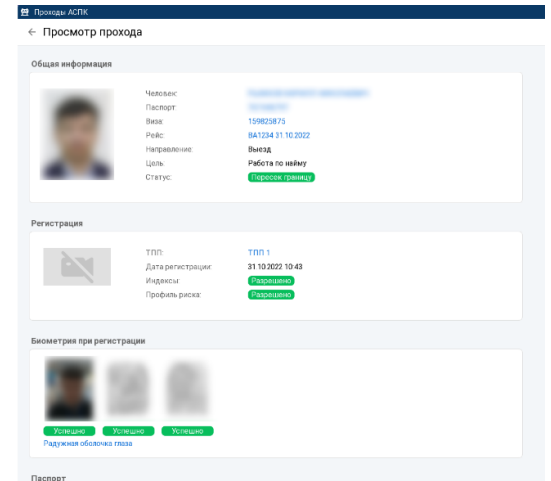 Проходы АСПК
← Просмотр прохода
Общая информация
Человек:
Паспорт:
Виза: 159825875
Рейс: BA1234 31.10.2022
Направление: Выезд
Цель: Работа по найму
Статус: Пересек границу
Регистрация
ТПП: ТПП 1
Дата регистрации: 31.10.2022 10:43
Индексы: Разрешено
Профиль риска: Разрешено
Биометрия при регистрации
Успешно Успешно Успешно
Радужная оболочка глаза
Паспорт